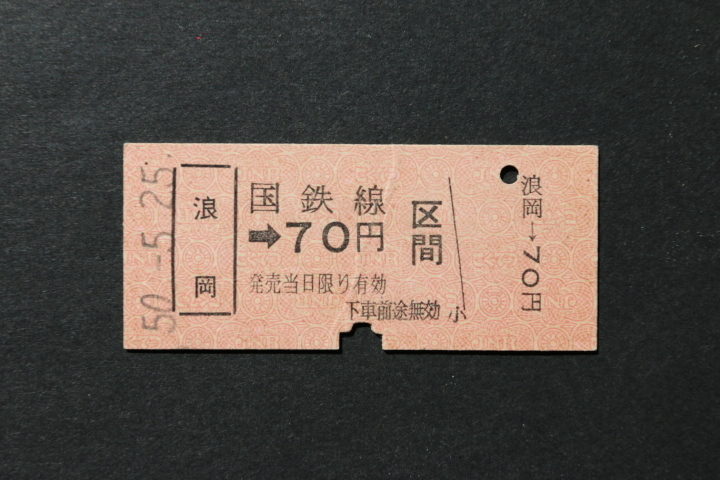 50.-5.25
浪岡
国鉄線
➡70円
区間
発売当日限り有効
下車前途無効
小
浪岡→70円